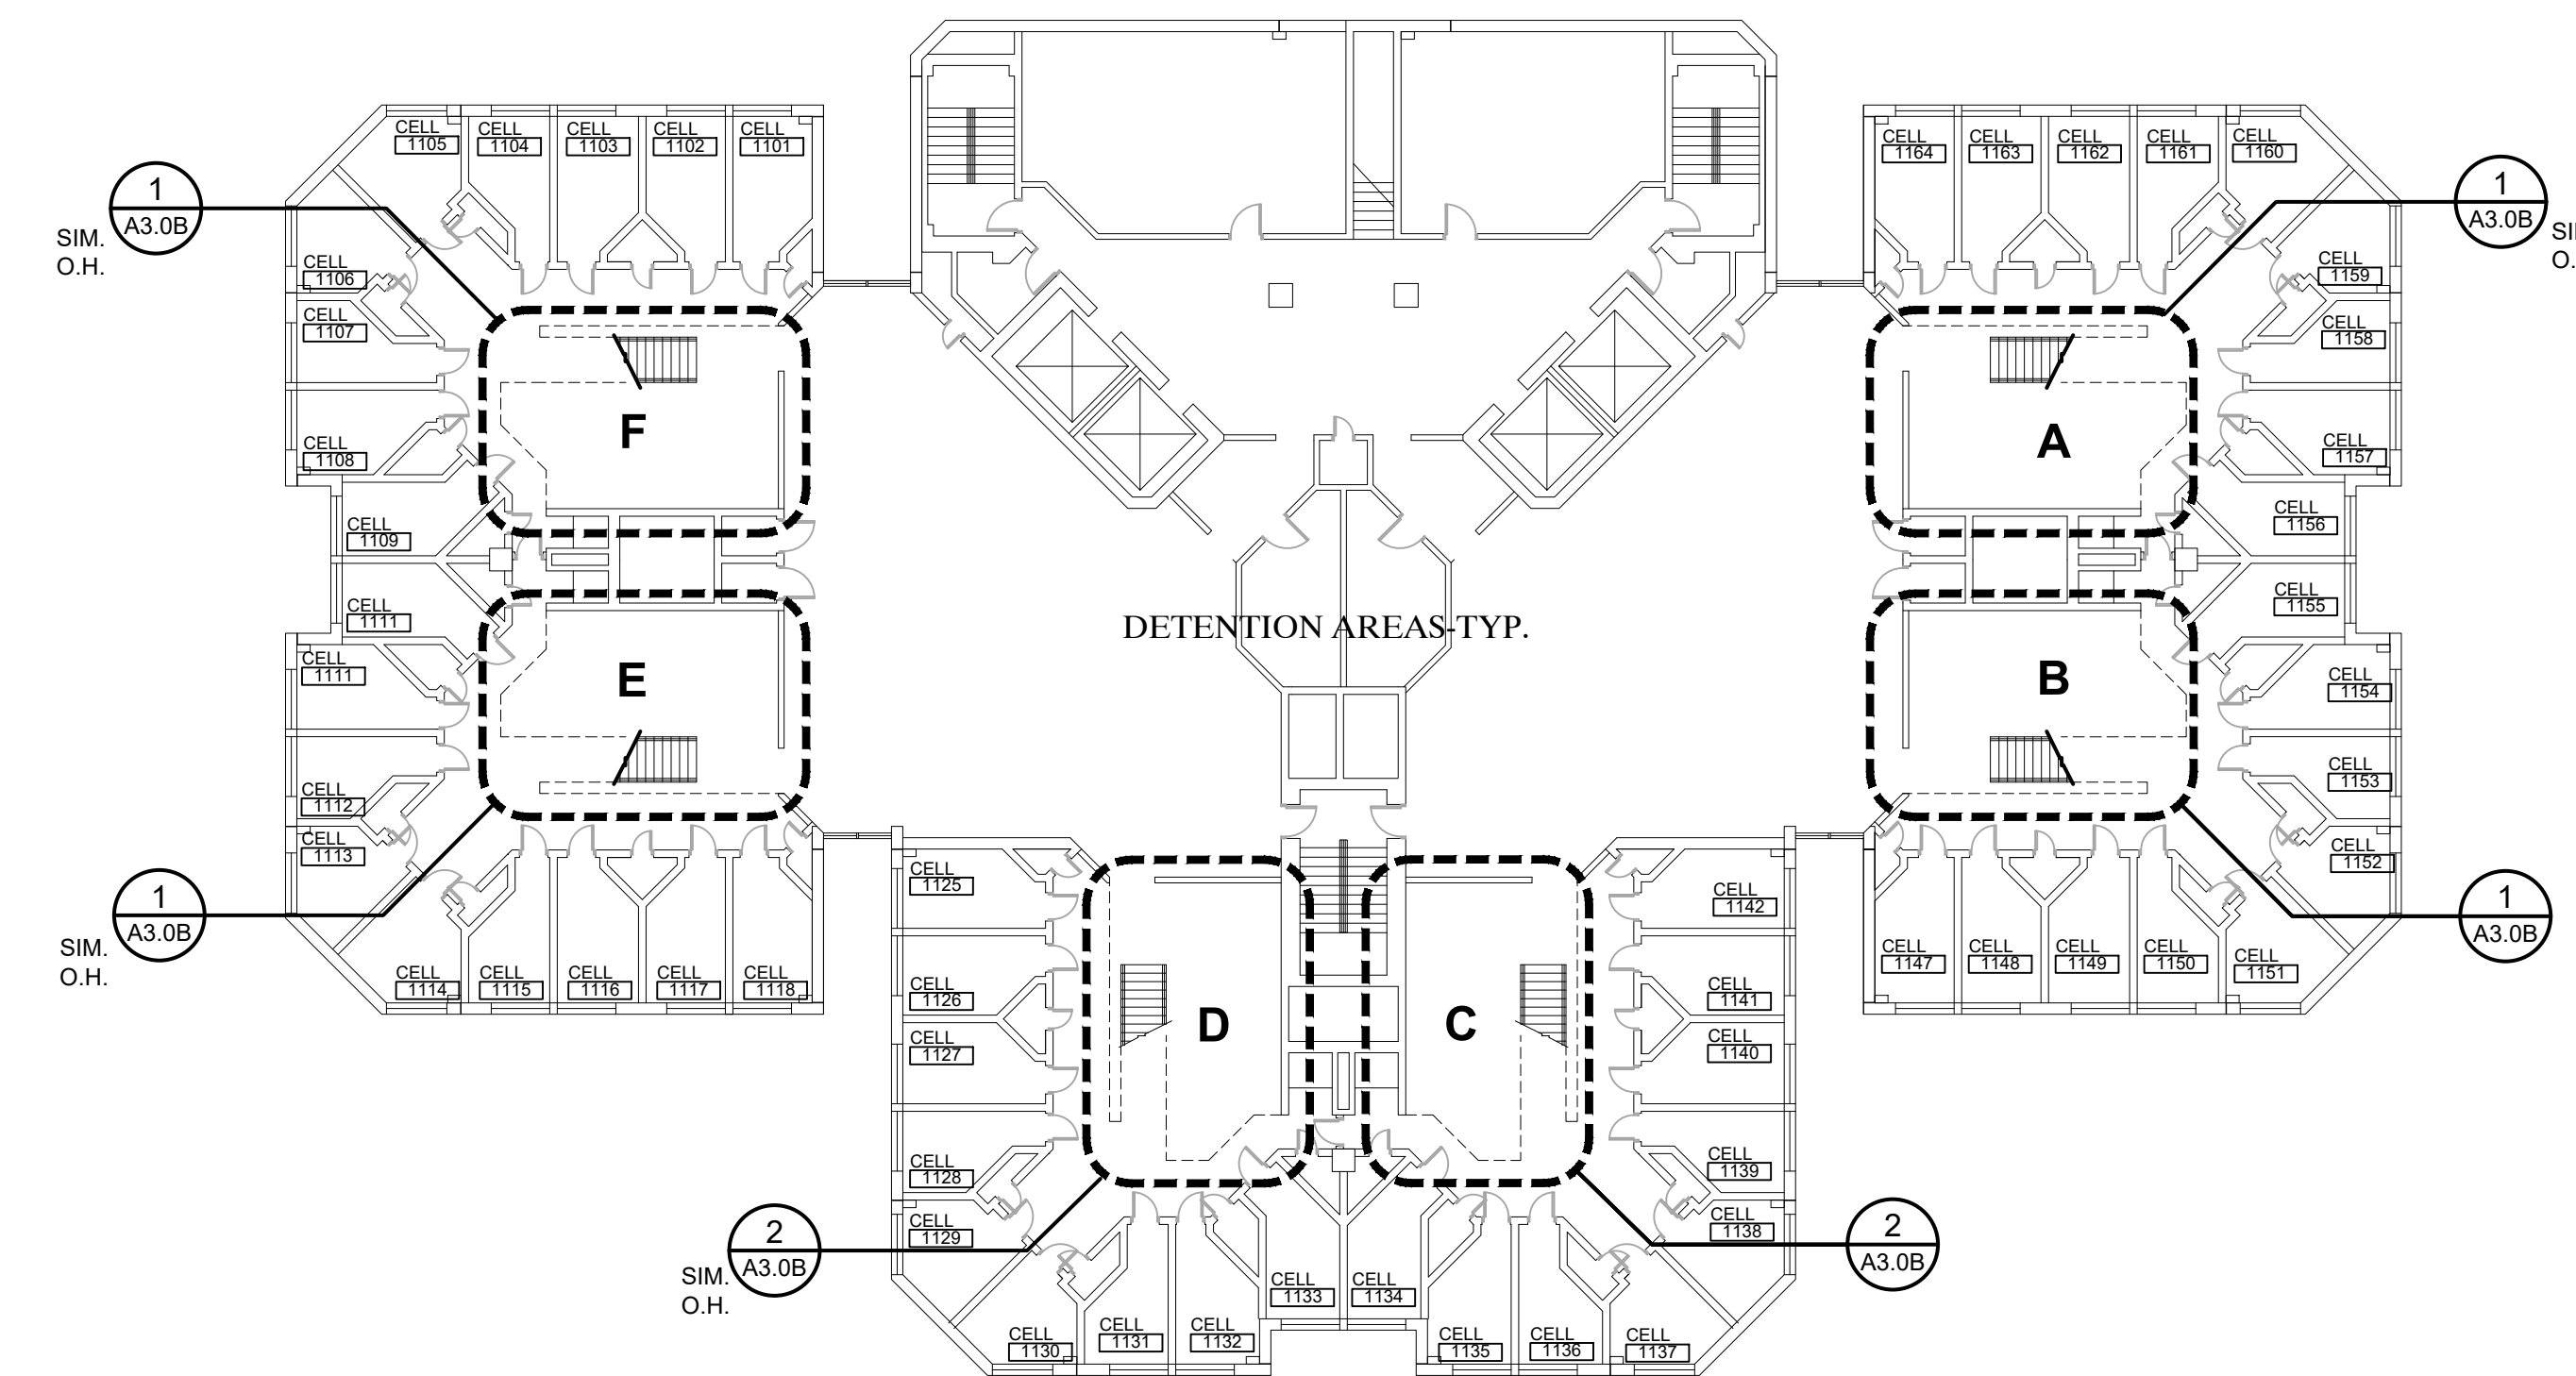 CELL
1105
CELL
1104
CELL
1103
CELL
1102
CELL
1101
CELL
1164
CELL
1163
CELL
1162
CELL
1161
CELL
1160
1
A3.0B
SIM.
O.H.
1
A3.0B
CELL
1106
CELL
1107
CELL
1108
CELL
1109
F
A
CELL
1159
CELL
1158
CELL
1157
CELL
1156
DETENTION AREAS-TYP.
CELL
1111
CELL
1111
CELL
1112
CELL
1113
E
B
CELL
1155
CELL
1154
CELL
1153
CELL
1152
1
A3.0B
SIM.
O.H.
1
A3.0B
CELL
1114
CELL
1115
CELL
1116
CELL
1117
CELL
1118
CELL
1147
CELL
1148
CELL
1149
CELL
1150
CELL
1151
CELL
1125
CELL
1126
CELL
1127
CELL
1128
CELL
1129
D
C
CELL
1142
CELL
1141
CELL
1140
CELL
1139
CELL
1138
2
A3.0B
SIM.
O.H.
2
A3.0B
CELL
1130
CELL
1131
CELL
1132
CELL
1133
CELL
1134
CELL
1135
CELL
1136
CELL
1137